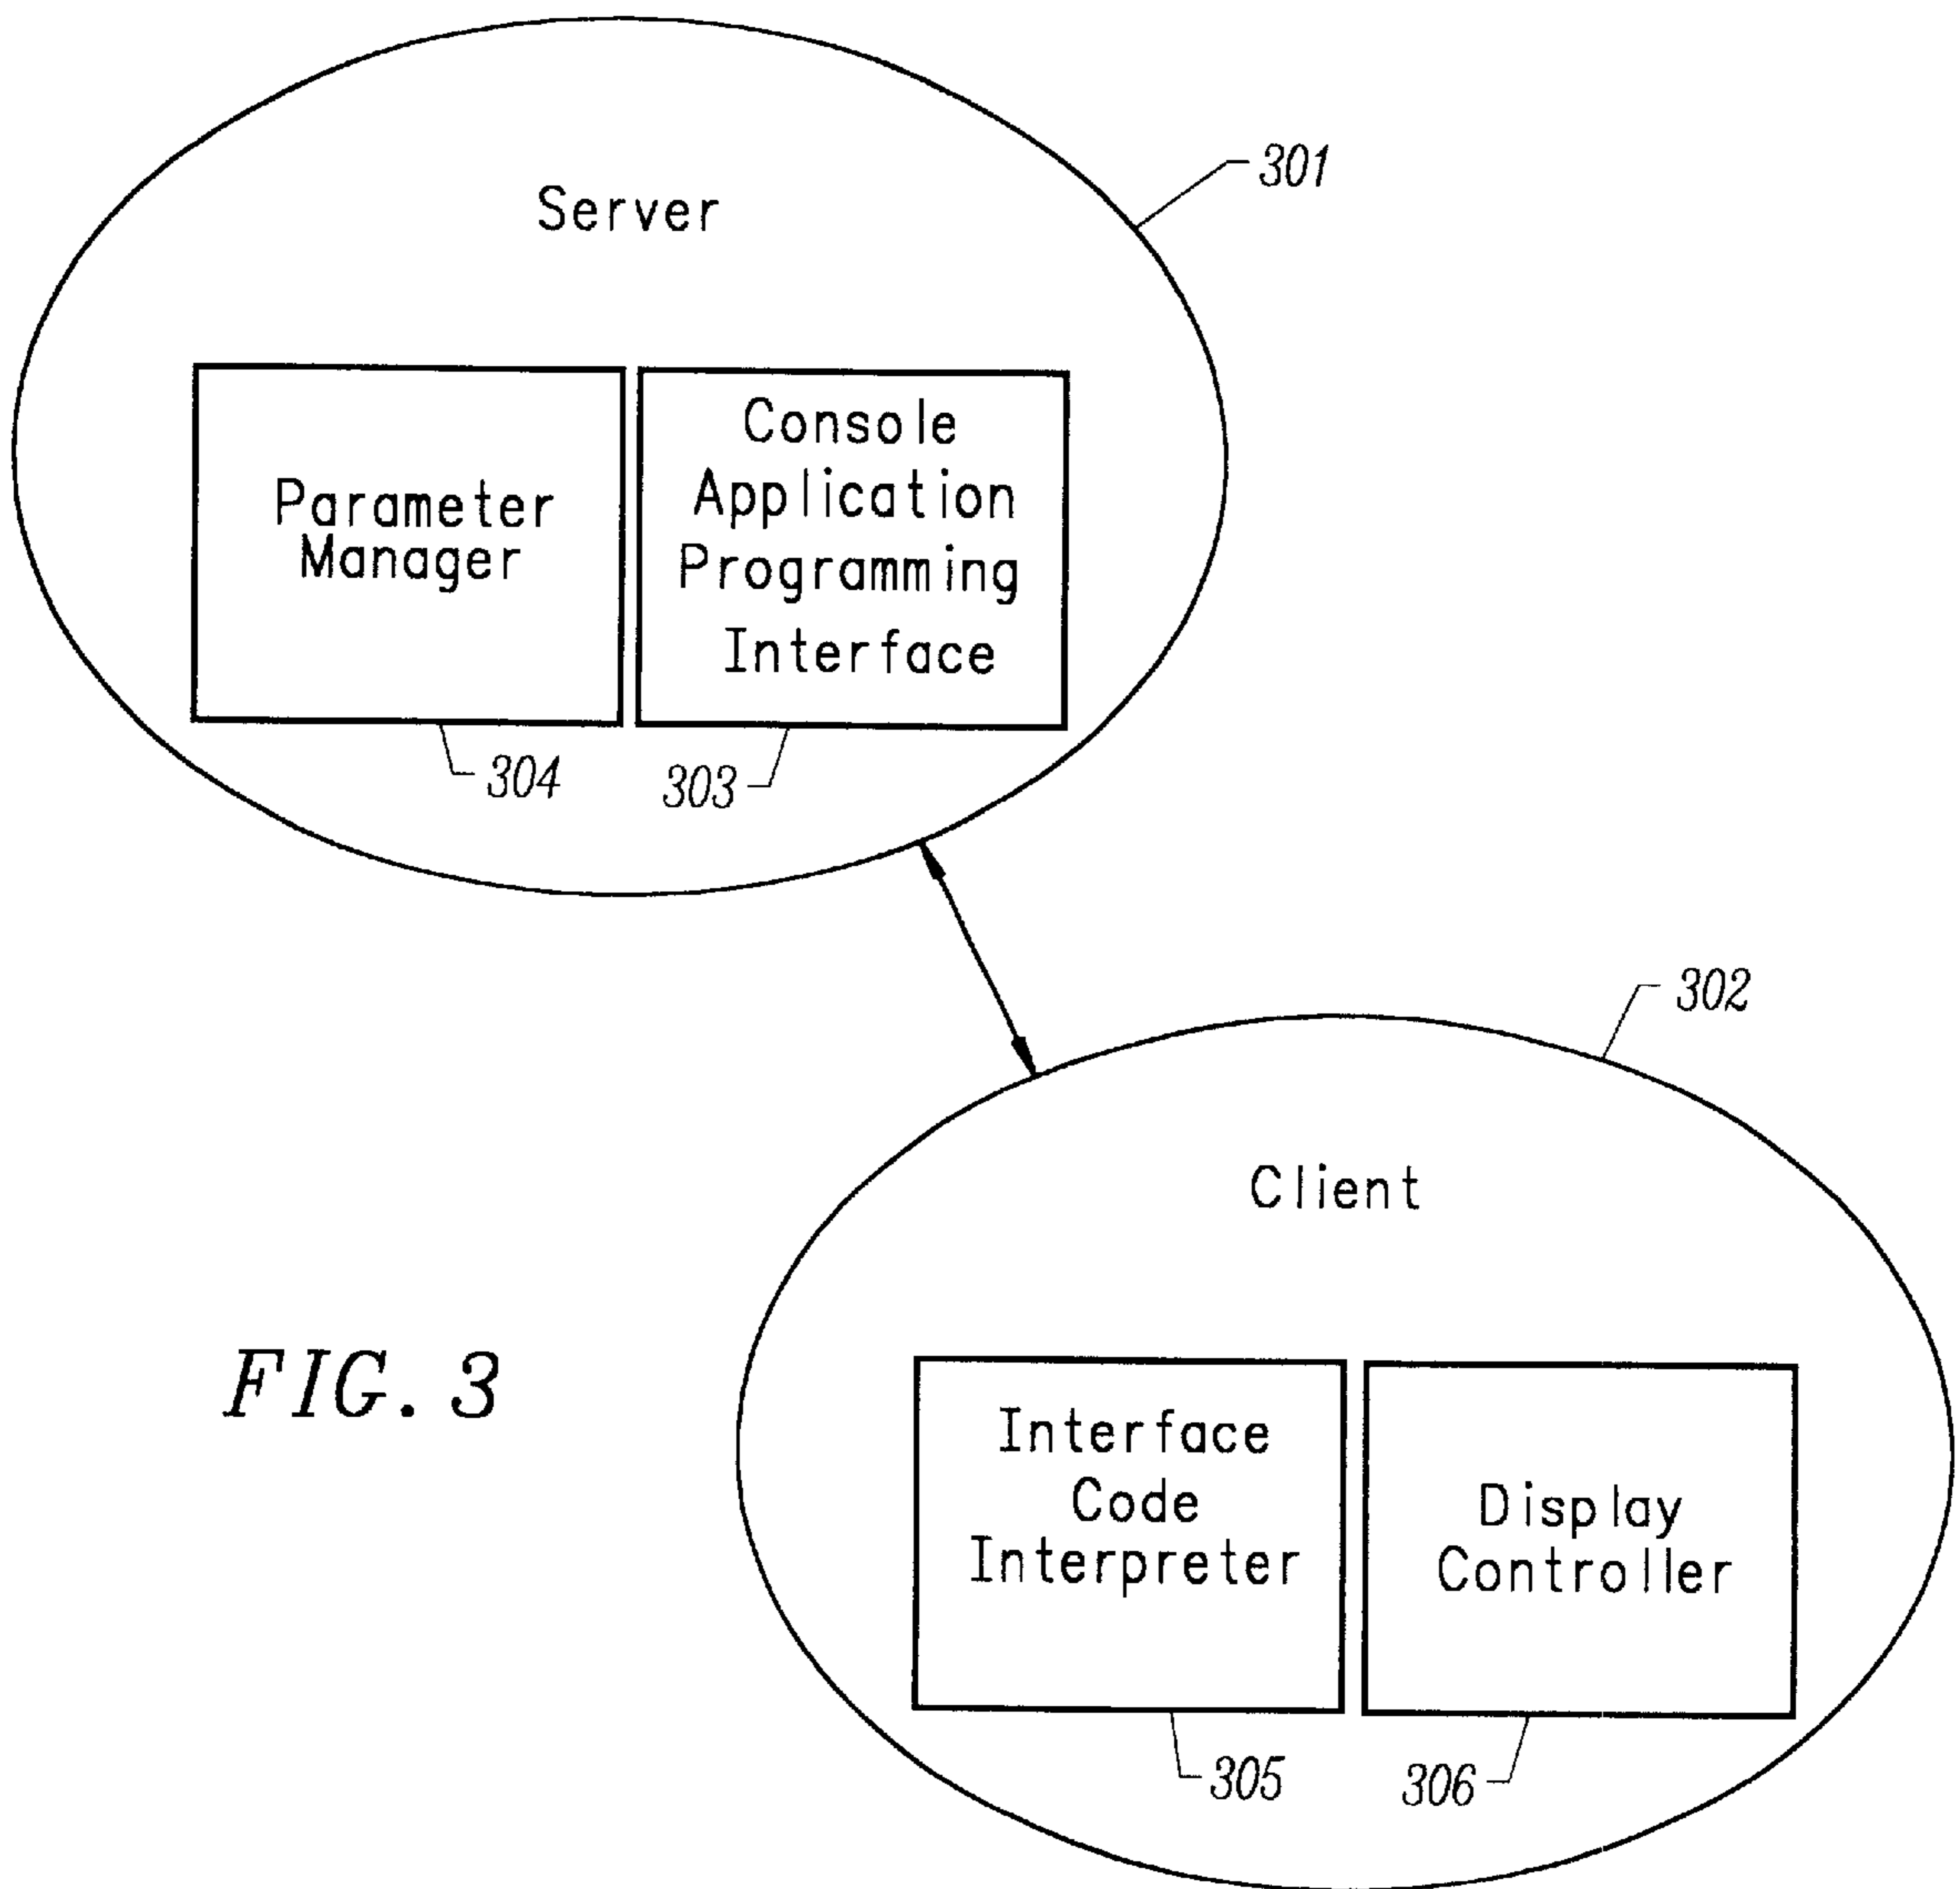 301
Server
Parameter
Manager
Console
Application
Programming
Interface
304
303
302
Client
FIG. 3
Interface
Code
Interpreter
Display
Controller
305
306